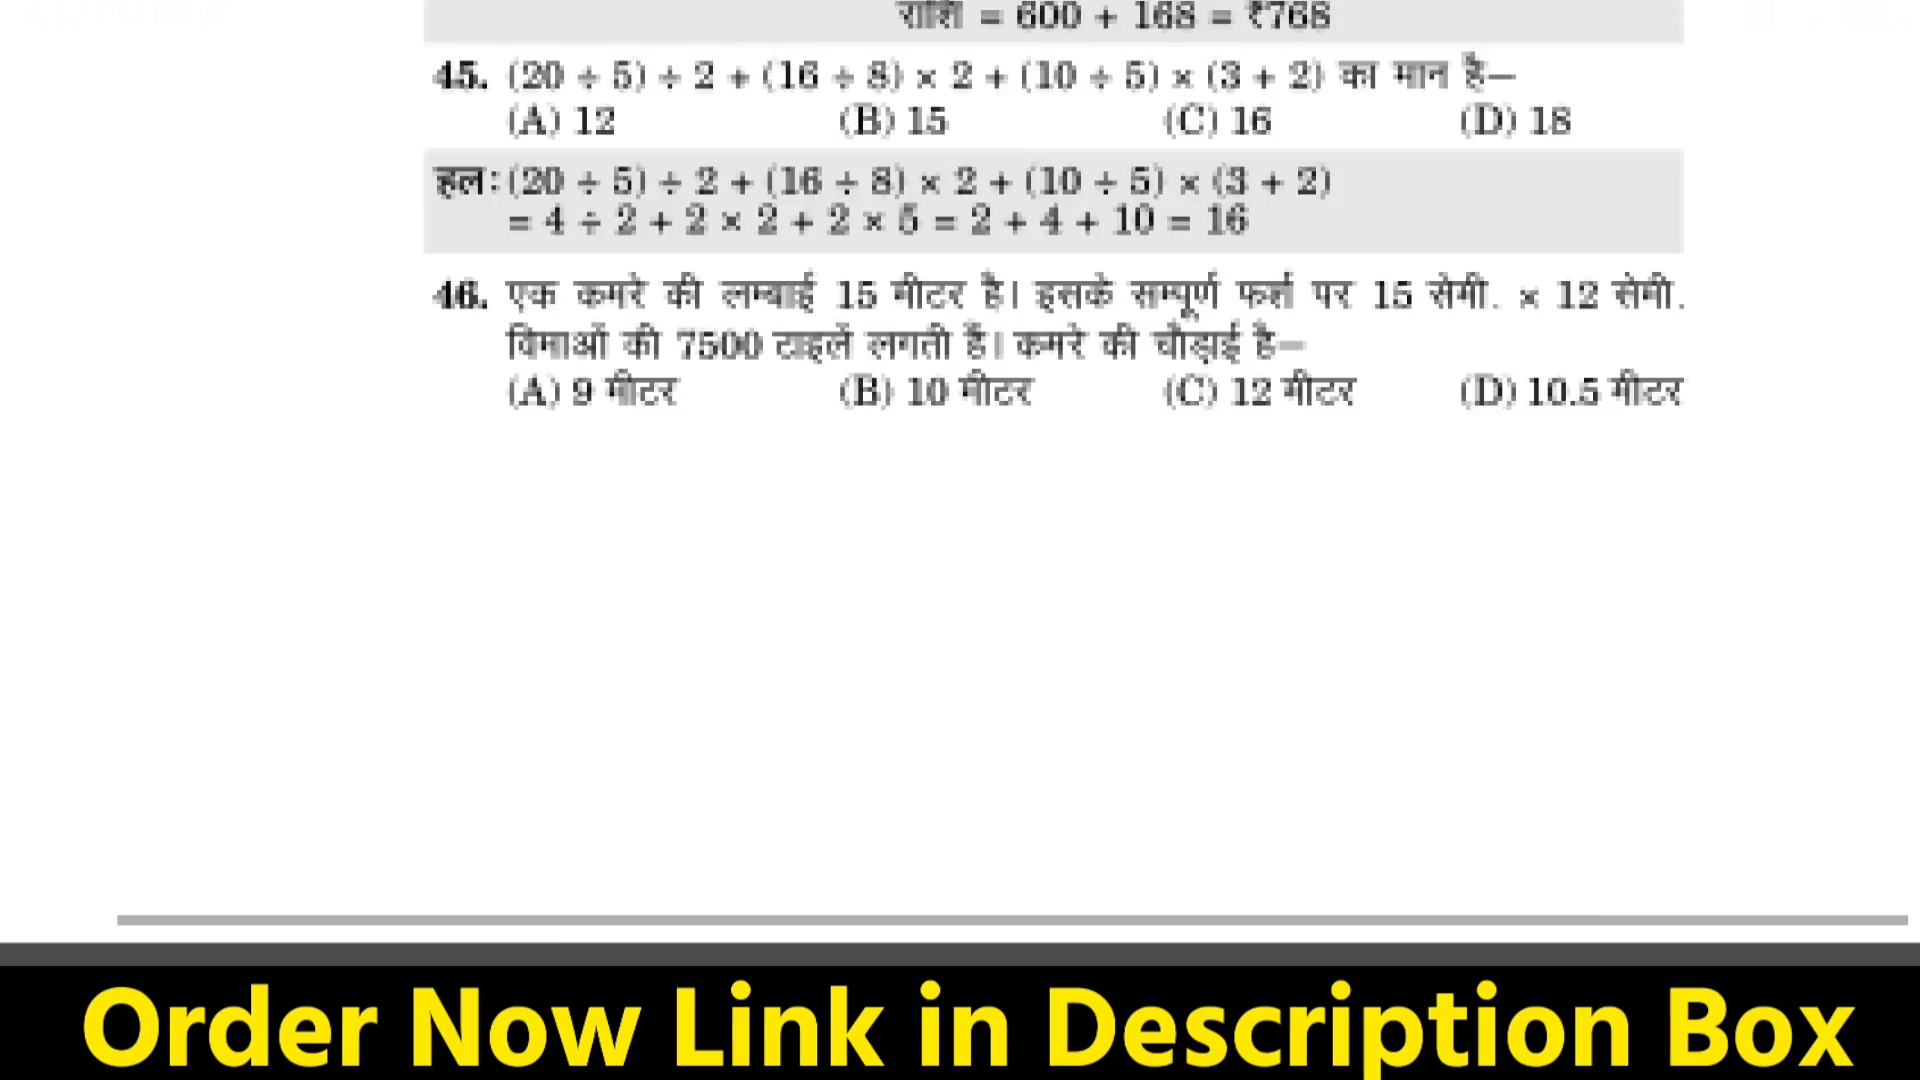 राशि = 600 + 168 = ₹768
45. (20 ÷ 5) ÷ 2 + (16 ÷ 8) × 2 + (10 ÷ 5) × (3 + 2) का मान है–
(A) 12 (B) 15 (C) 16 (D) 18
हलः (20 ÷ 5) ÷ 2 + (16 ÷ 8) × 2 + (10 ÷ 5) × (3 + 2)
= 4 ÷ 2 + 2 × 2 + 2 × 5 = 2 + 4 + 10 = 16
46. एक कमरे की लम्बाई 15 मीटर है। इसके सम्पूर्ण फर्श पर 15 सेमी. × 12 सेमी.
विमाओं की 7500 टाइलें लगती हैं। कमरे की चौड़ाई है–
(A) 9 मीटर (B) 10 मीटर (C) 12 मीटर (D) 10.5 मीटर
Order Now Link in Description Box